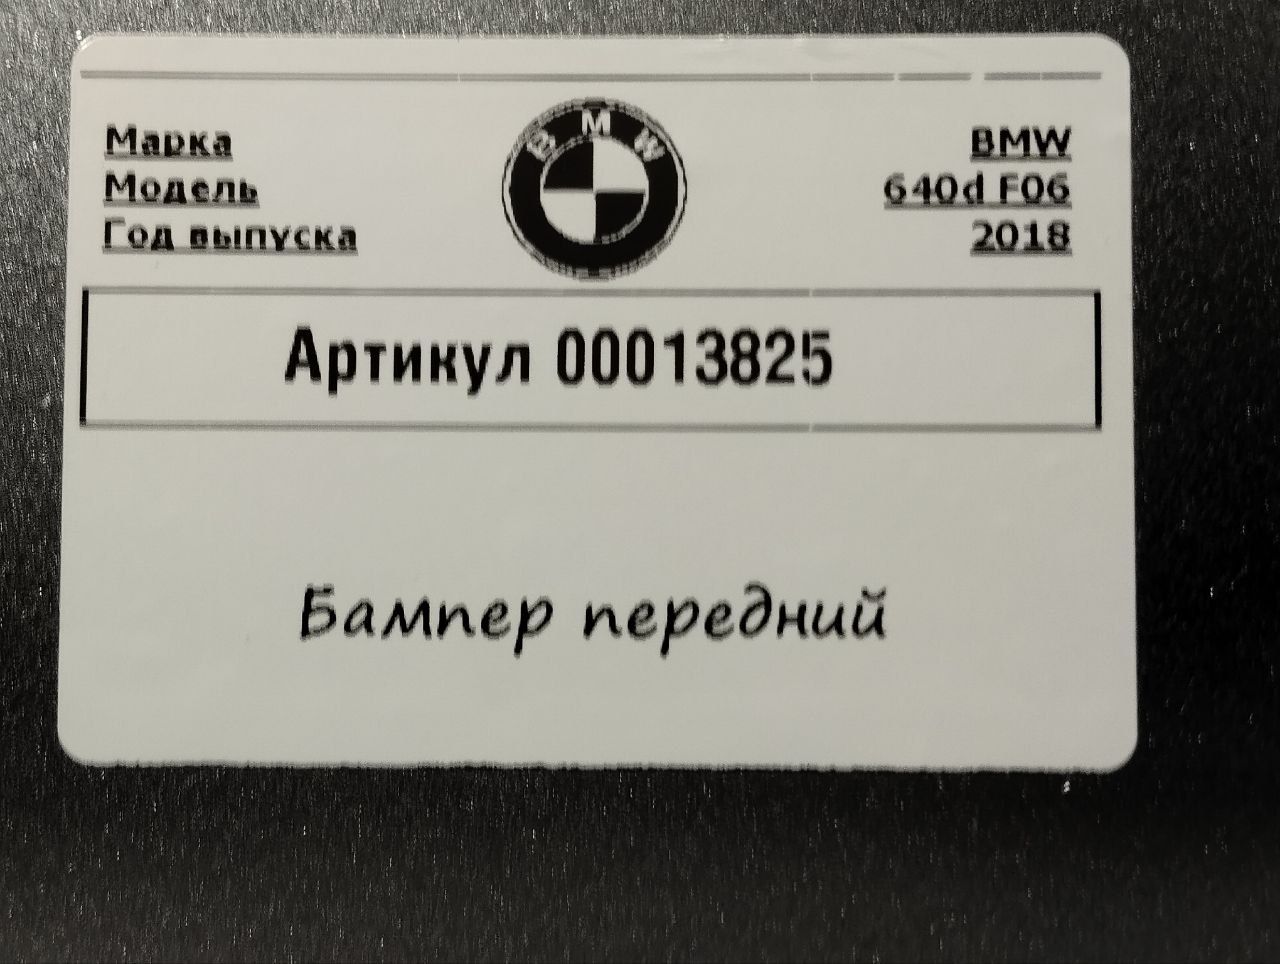 Марка BMW
Модель 640d F06
Год выпуска 2018
BMW
Артикул 00013825
Бампер передний